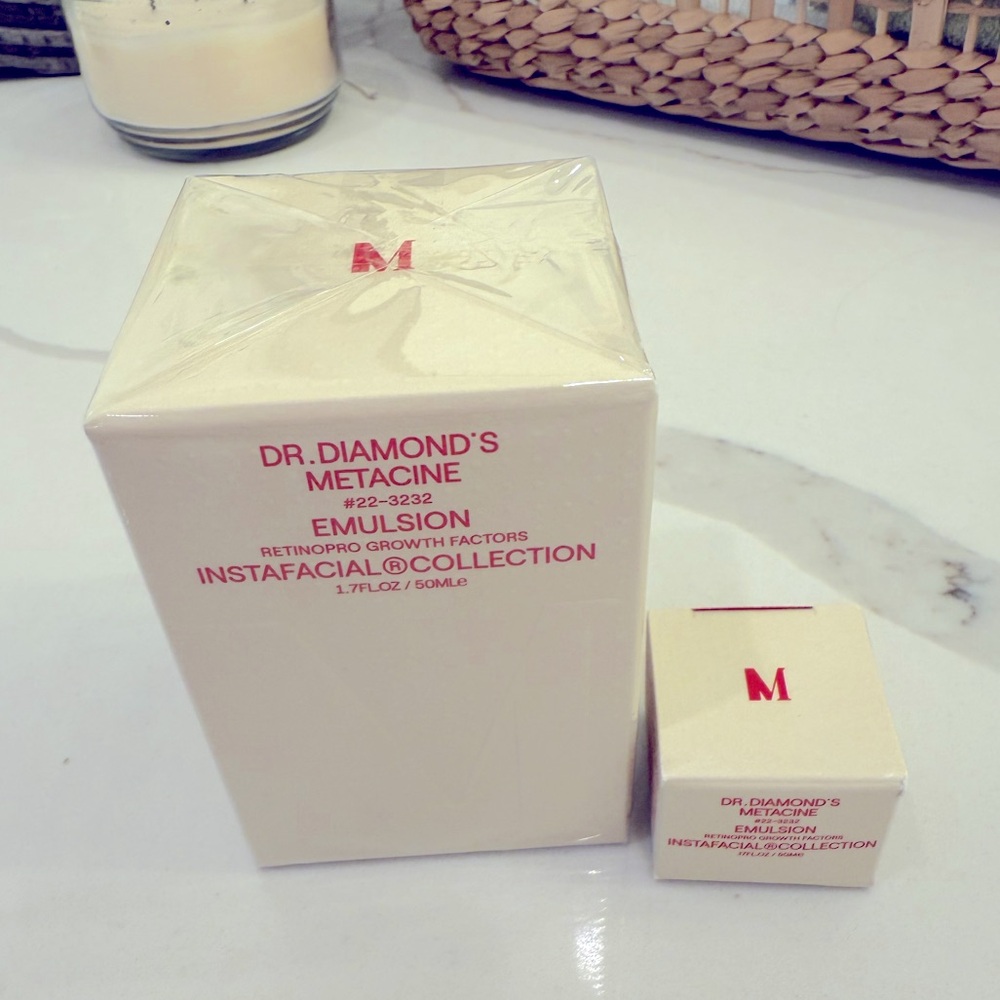 M
DR.DIAMOND'S
METACINE
#22-3232
EMULSION
RETINOPRO GROWTH FACTORS
INSTAFACIAL®COLLECTION
1.7FLOZ / 50MLe
M
DR.DIAMOND'S
METACINE
#22-3232
EMULSION
RETINOPRO GROWTH FACTORS
INSTAFACIAL®COLLECTION